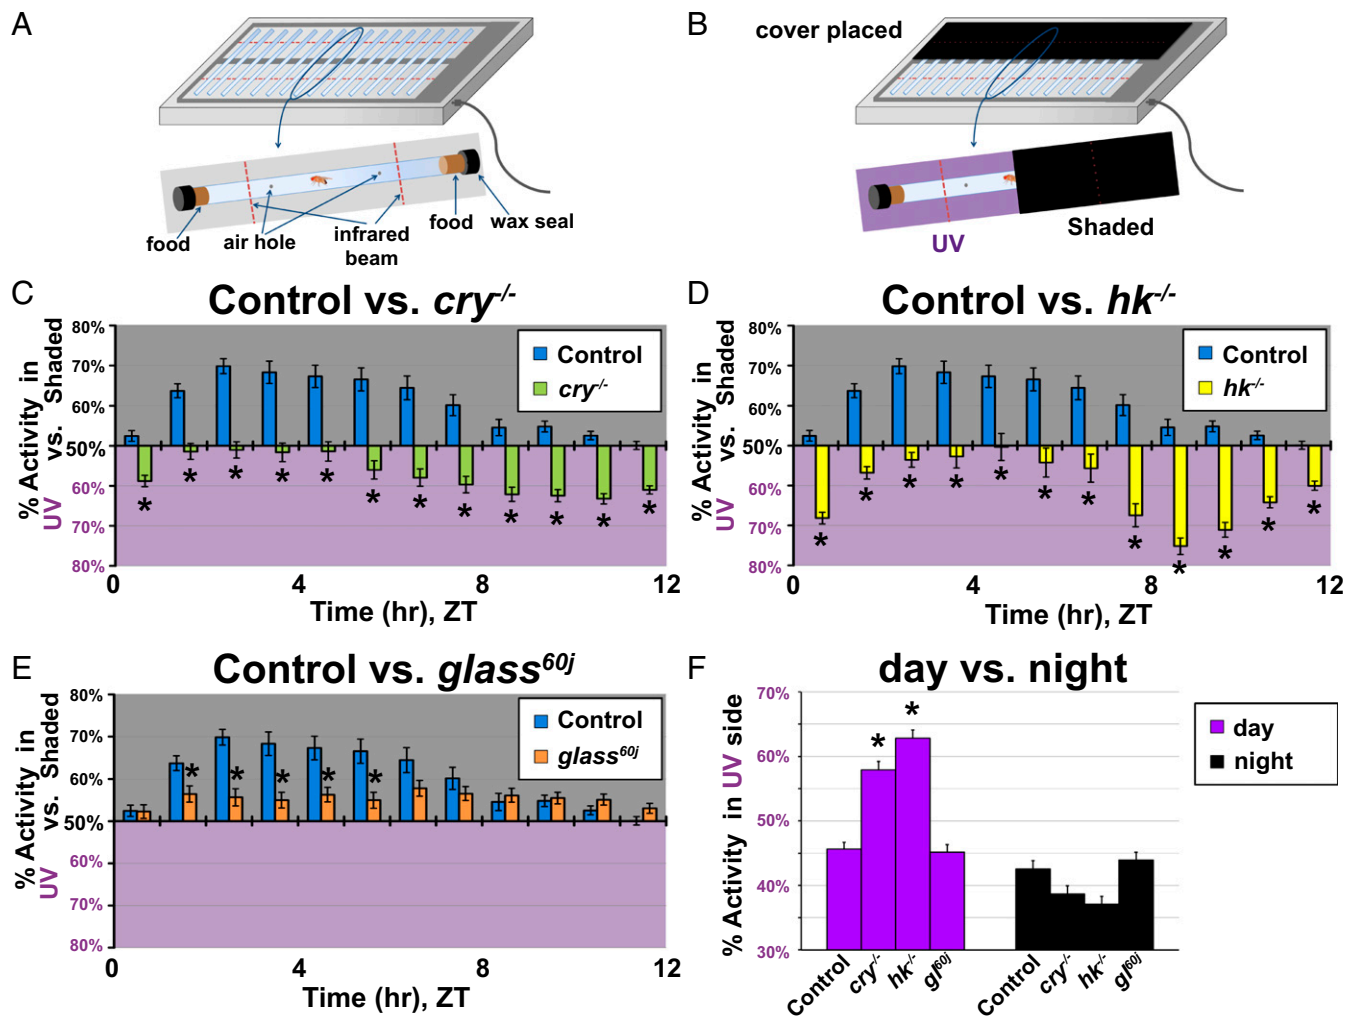 A
food
air hole
infrared
beam
food
wax seal
B
cover placed
UV
Shaded
C
Control vs. cry-/-
% Activity in
UV vs. Shaded
80%
70%
60%
50%
60%
70%
80%
Control
cry-/-
* * * * * * * * * * * *
0 4 8 12
Time (hr), ZT
D
Control vs. hk-/-
% Activity in
UV vs. Shaded
80%
70%
60%
50%
60%
70%
80%
Control
hk-/-
* * * * * * * * * * * *
0 4 8 12
Time (hr), ZT
E
Control vs. glass60j
% Activity in
UV vs. Shaded
80%
70%
60%
50%
60%
70%
80%
Control
glass60j
* * * * *
0 4 8 12
Time (hr), ZT
F
day vs. night
% Activity in UV side
70%
60%
50%
40%
30%
* *
day
night
Control cry-/- hk-/- gl60j
Control cry-/- hk-/- gl60j